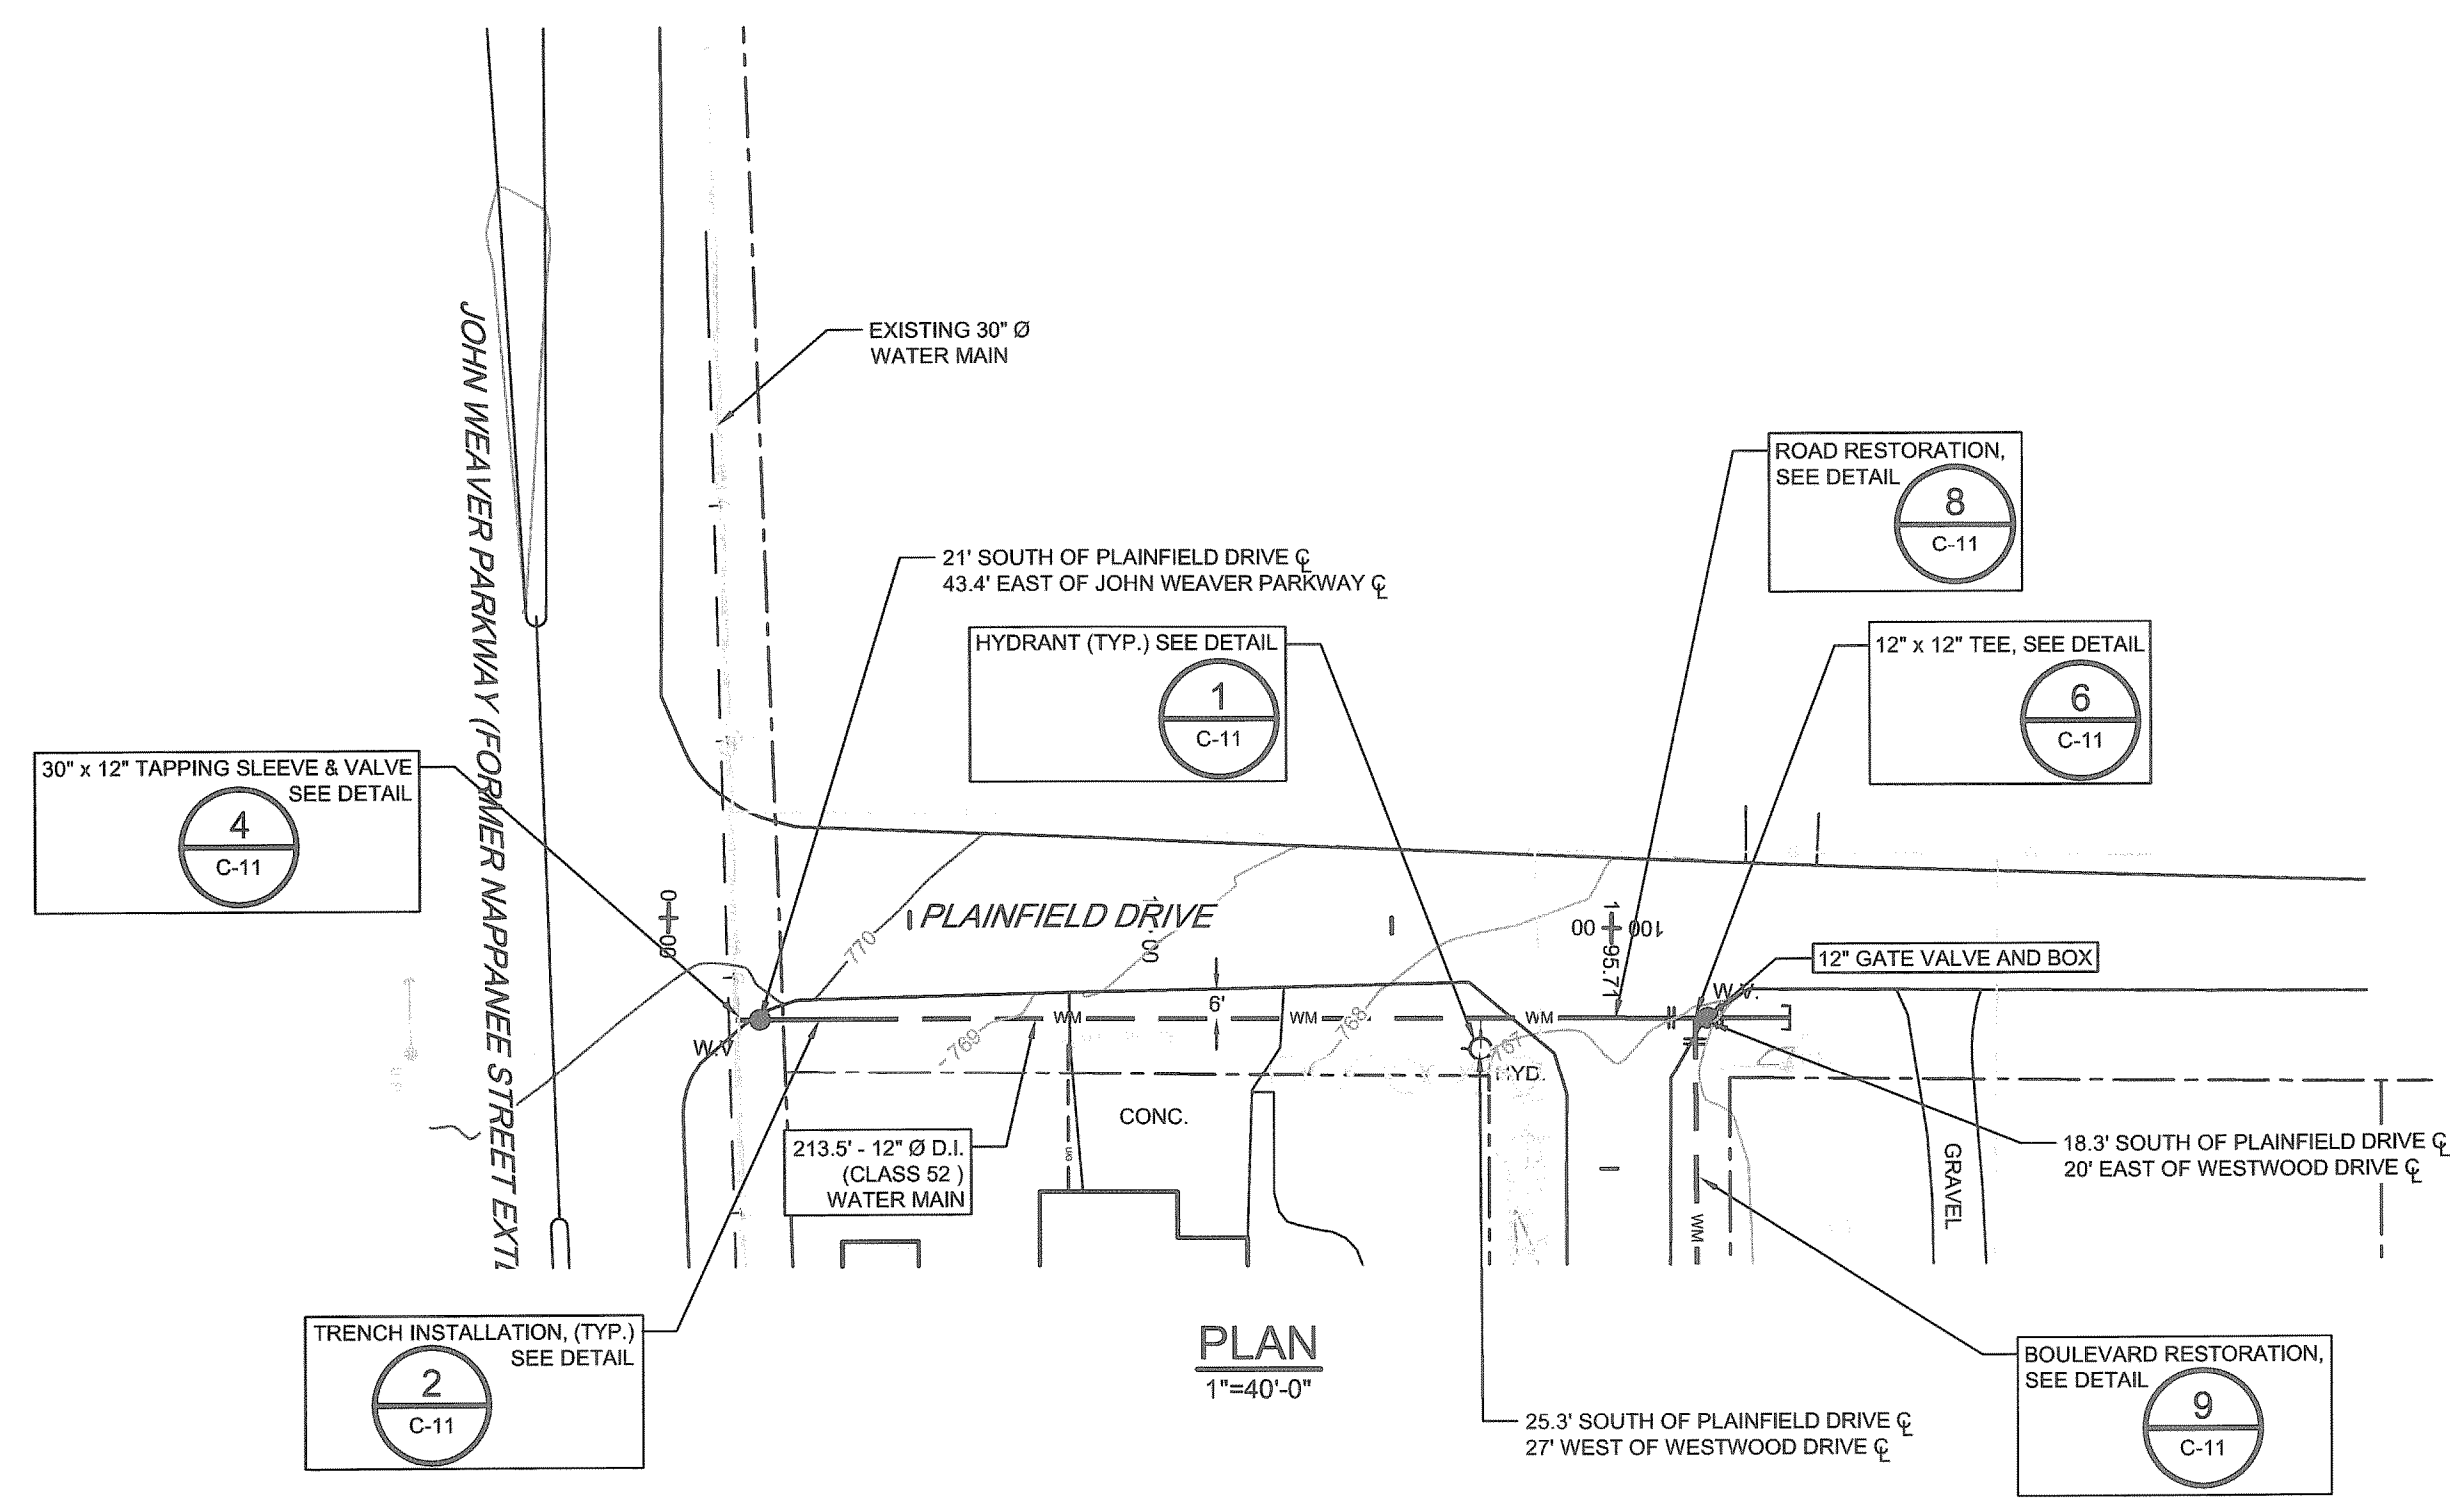 EXISTING 30" Ø
WATER MAIN
JOHN WEAVER PARKWAY (FORMER NAPPANEE STREET EXT
ROAD RESTORATION,
SEE DETAIL
8
C-11
21' SOUTH OF PLAINFIELD DRIVE ℄
43.4' EAST OF JOHN WEAVER PARKWAY ℄
HYDRANT (TYP.) SEE DETAIL
1
C-11
12" x 12" TEE, SEE DETAIL
6
C-11
30" x 12" TAPPING SLEEVE & VALVE
SEE DETAIL
4
C-11
0+00
PLAINFIELD DRIVE
770
1+00
1+95.71
100+00
12" GATE VALVE AND BOX
W.V.
6'
WM
WM
WM
W.V
769
768
767
HYD.
CONC.
UG
213.5' - 12" Ø D.I.
(CLASS 52 )
WATER MAIN
18.3' SOUTH OF PLAINFIELD DRIVE ℄
20' EAST OF WESTWOOD DRIVE ℄
GRAVEL
WM
TRENCH INSTALLATION, (TYP.)
SEE DETAIL
2
C-11
PLAN
1"=40'-0"
BOULEVARD RESTORATION,
SEE DETAIL
9
C-11
25.3' SOUTH OF PLAINFIELD DRIVE ℄
27' WEST OF WESTWOOD DRIVE ℄